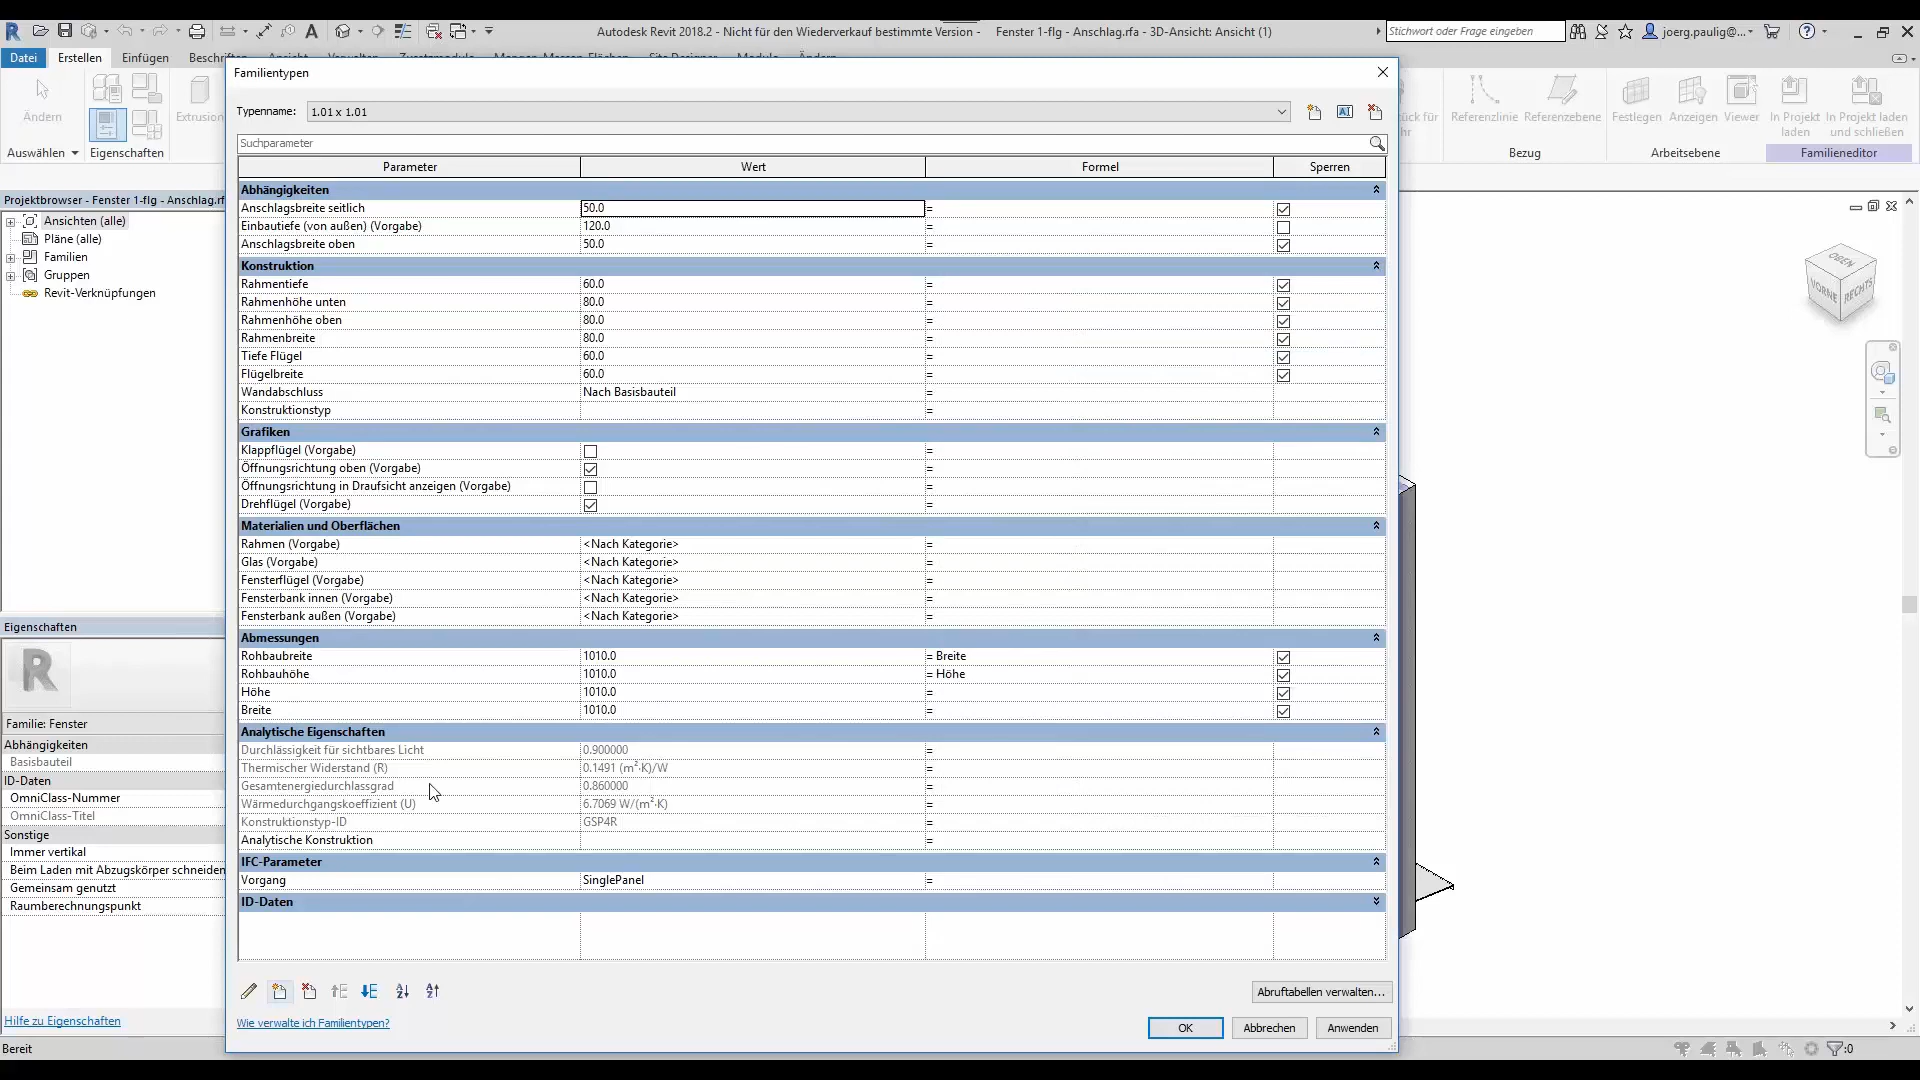 Autodesk Revit 2018.2 - Nicht für den Wiederverkauf bestimmte Version - Fenster 1-flg - Anschlag.rfa - 3D-Ansicht: Ansicht (1)
Stichwort oder Frage eingeben
joerg.paulig@...
Datei Erstellen Einfügen
Ändern
Extrusion
Referenzlinie Referenzebene
Festlegen Anzeigen Viewer
In Projekt laden
In Projekt laden und schließen
Auswählen Eigenschaften
Bezug
Arbeitsebene
Familieneditor
Projektbrowser - Fenster 1-flg - Anschlag.rf
Ansichten (alle)
Pläne (alle)
Familien
Gruppen
Revit-Verknüpfungen
Eigenschaften
Familie: Fenster
Abhängigkeiten
Basisbauteil
ID-Daten
OmniClass-Nummer
OmniClass-Titel
Sonstige
Immer vertikal
Beim Laden mit Abzugskörper schneiden
Gemeinsam genutzt
Raumberechnungspunkt
Hilfe zu Eigenschaften
Bereit
Familientypen
Typenname: 1.01 x 1.01
Suchparameter
Parameter Wert Formel Sperren
Abhängigkeiten
Anschlagsbreite seitlich 50.0 =
Einbautiefe (von außen) (Vorgabe) 120.0 =
Anschlagsbreite oben 50.0 =
Konstruktion
Rahmentiefe 60.0 =
Rahmenhöhe unten 80.0 =
Rahmenhöhe oben 80.0 =
Rahmenbreite 80.0 =
Tiefe Flügel 60.0 =
Flügelbreite 60.0 =
Wandabschluss Nach Basisbauteil =
Konstruktionstyp =
Grafiken
Klappflügel (Vorgabe) =
Öffnungsrichtung oben (Vorgabe) =
Öffnungsrichtung in Draufsicht anzeigen (Vorgabe) =
Drehflügel (Vorgabe) =
Materialien und Oberflächen
Rahmen (Vorgabe) <Nach Kategorie> =
Glas (Vorgabe) <Nach Kategorie> =
Fensterflügel (Vorgabe) <Nach Kategorie> =
Fensterbank innen (Vorgabe) <Nach Kategorie> =
Fensterbank außen (Vorgabe) <Nach Kategorie> =
Abmessungen
Rohbaubreite 1010.0 = Breite
Rohbauhöhe 1010.0 = Höhe
Höhe 1010.0 =
Breite 1010.0 =
Analytische Eigenschaften
Durchlässigkeit für sichtbares Licht 0.900000 =
Thermischer Widerstand (R) 0.1491 (m²·K)/W =
Gesamtenergiedurchlassgrad 0.860000 =
Wärmedurchgangskoeffizient (U) 6.7069 W/(m²·K) =
Konstruktionstyp-ID GSP4R =
Analytische Konstruktion =
IFC-Parameter
Vorgang SinglePanel =
ID-Daten
Abruftabellen verwalten...
Wie verwalte ich Familientypen?
OK Abbrechen Anwenden
OBEN
VORNE
RECHTS
:0